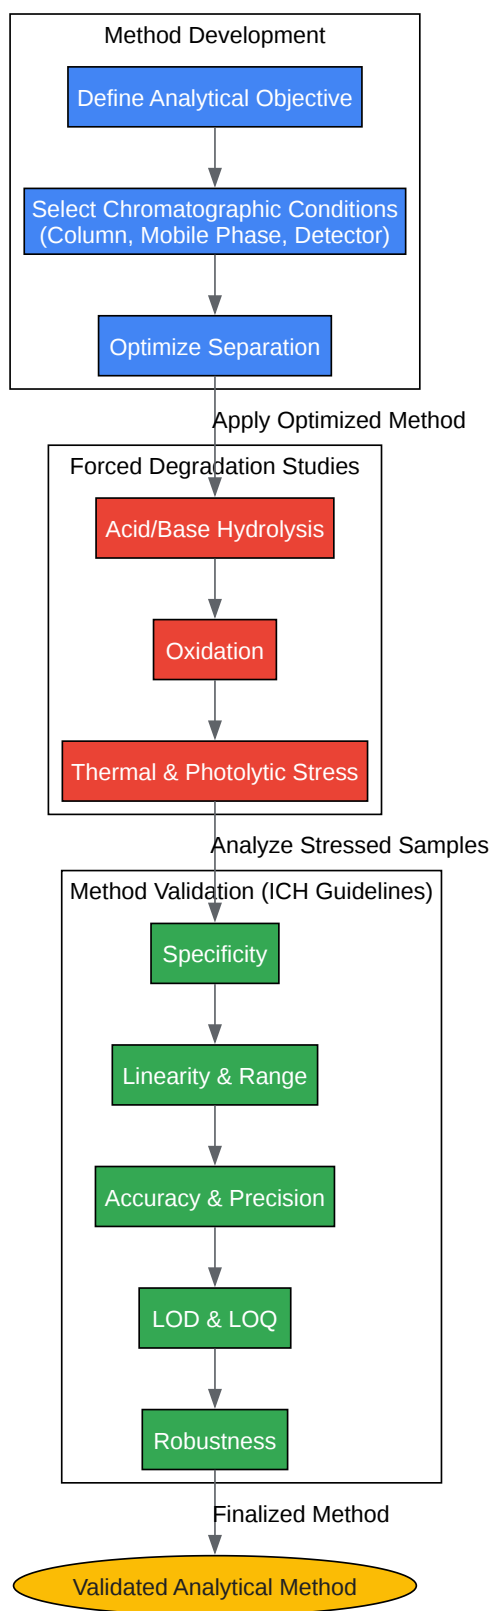 Method Development
Define Analytical Objective
Select Chromatographic Conditions
(Column, Mobile Phase, Detector)
Optimize Separation
Apply Optimized Method
Forced Degradation Studies
Acid/Base Hydrolysis
Oxidation
Thermal & Photolytic Stress
Analyze Stressed Samples
Method Validation (ICH Guidelines)
Specificity
Linearity & Range
Accuracy & Precision
LOD & LOQ
Robustness
Finalized Method
Validated Analytical Method